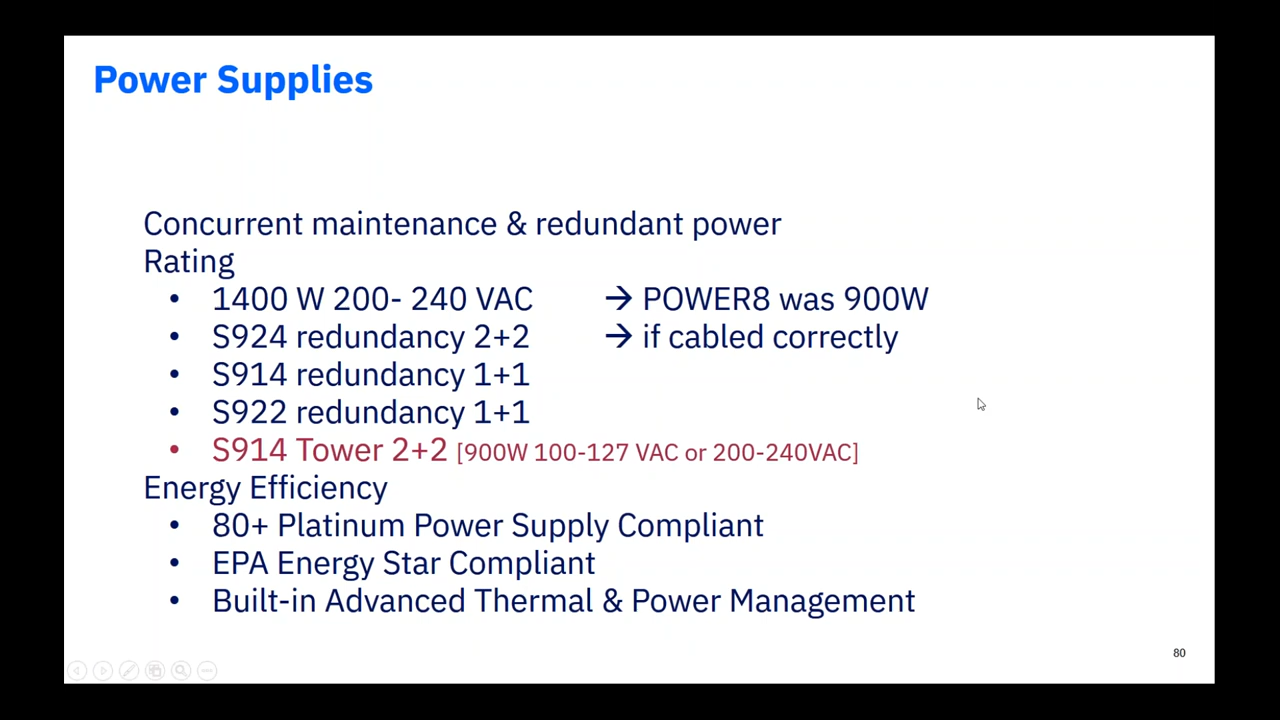 Power Supplies
Concurrent maintenance & redundant power
Rating
• 1400 W 200- 240 VAC → POWER8 was 900W
• S924 redundancy 2+2 → if cabled correctly
• S914 redundancy 1+1
• S922 redundancy 1+1
• S914 Tower 2+2 [900W 100-127 VAC or 200-240VAC]
Energy Efficiency
• 80+ Platinum Power Supply Compliant
• EPA Energy Star Compliant
• Built-in Advanced Thermal & Power Management
80